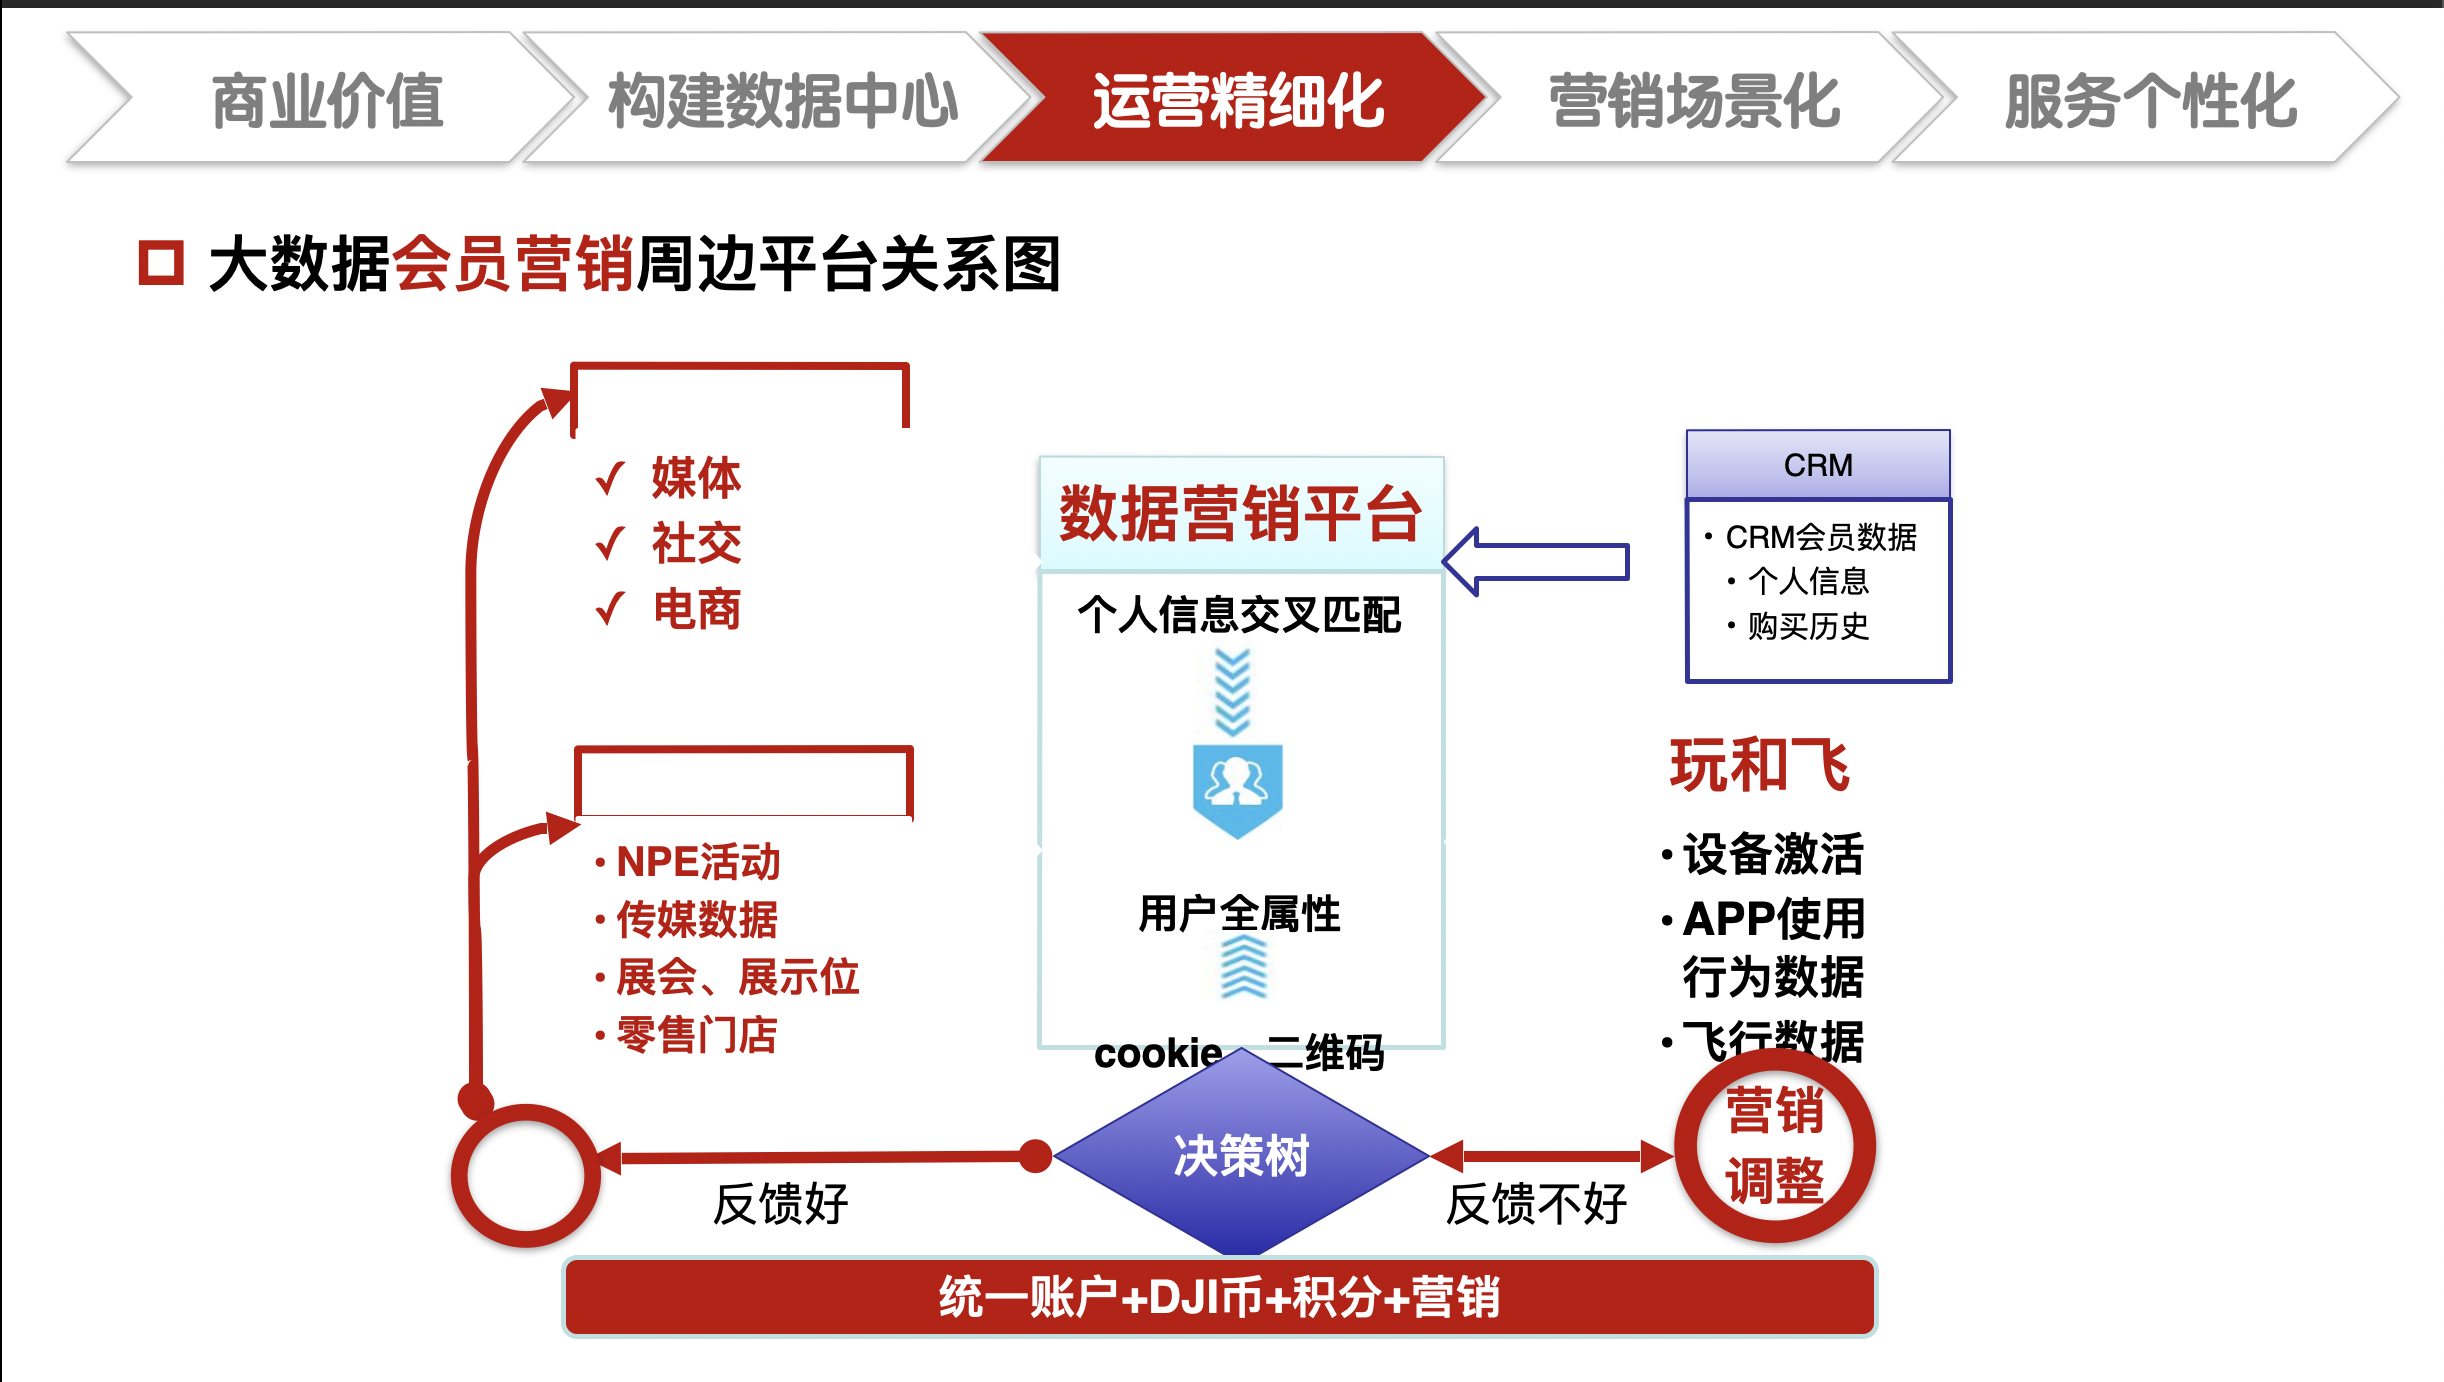 商业价值
构建数据中心
运营精细化
营销场景化
服务个性化
大数据会员营销周边平台关系图
媒体
社交
电商
NPE活动
传媒数据
展会、展示位
零售门店
数据营销平台
个人信息交叉匹配
用户全属性
cookie 二维码
CRM
CRM会员数据
个人信息
购买历史
玩和飞
设备激活
APP使用
行为数据
飞行数据
决策树
反馈好
反馈不好
营销
调整
统一账户+DJI币+积分+营销